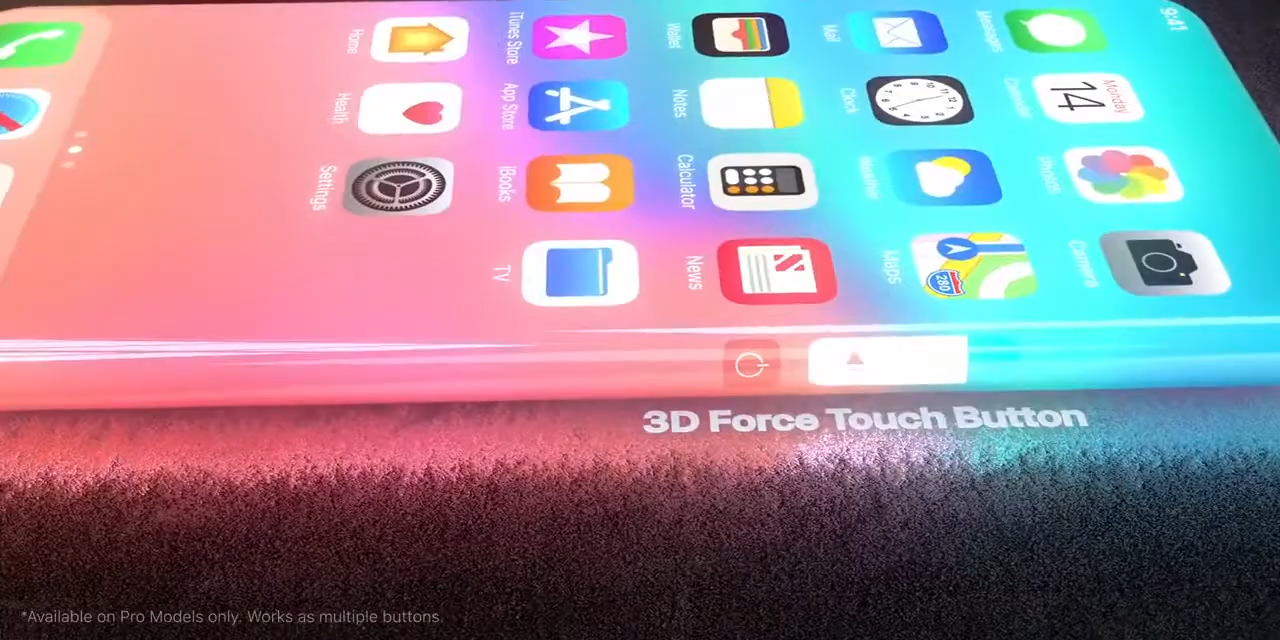 9:41
Messages
Mail
Wallet
iTunes Store
Home
Monday
14
Calendar
Clock
Notes
App Store
Health
Photos
Weather
Calculator
iBooks
Settings
Camera
Maps
280
News
TV
3D Force Touch Button
*Available on Pro Models only. Works as multiple buttons